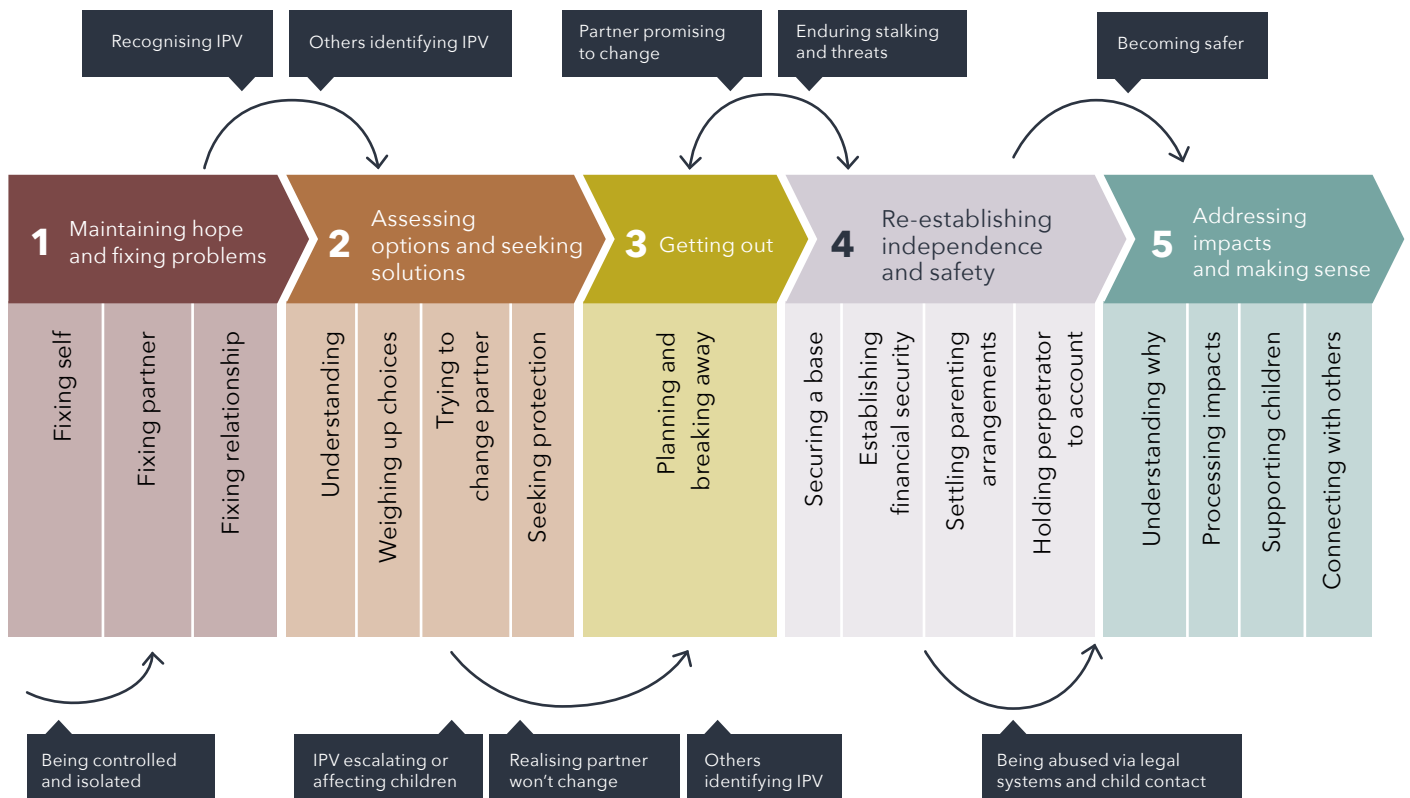 Recognising IPV
Others identifying IPV
Partner promising
to change
Enduring stalking
and threats
Becoming safer
1
Maintaining hope
and fixing problems
2
Assessing
options and seeking
solutions
3
Getting out
4
Re-establishing
independence
and safety
5
Addressing
impacts
and making sense
Fixing self
Fixing partner
Fixing relationship
Understanding
Weighing up choices
Trying to
change partner
Seeking protection
Planning and
breaking away
Securing a base
Establishing
financial security
Settling parenting
arrangements
Holding perpetrator
to account
Understanding why
Processing impacts
Supporting children
Connecting with others
Being controlled
and isolated
IPV escalating or
affecting children
Realising partner
won’t change
Others
identifying IPV
Being abused via legal
systems and child contact